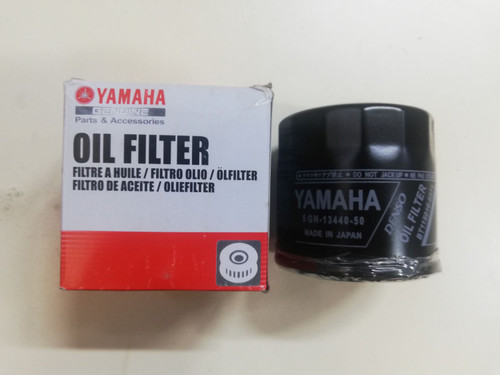 YAMAHA
GENUINE
Parts & Accessories
OIL FILTER
FILTRE A HUILE / FILTRO OLIO / ÖLFILTER
FILTRO DE ACEITE / OLIEFILTER
DO NOT JACK UP
YAMAHA
5GH-13440-50
MADE IN JAPAN
DENSO
OIL FILTER